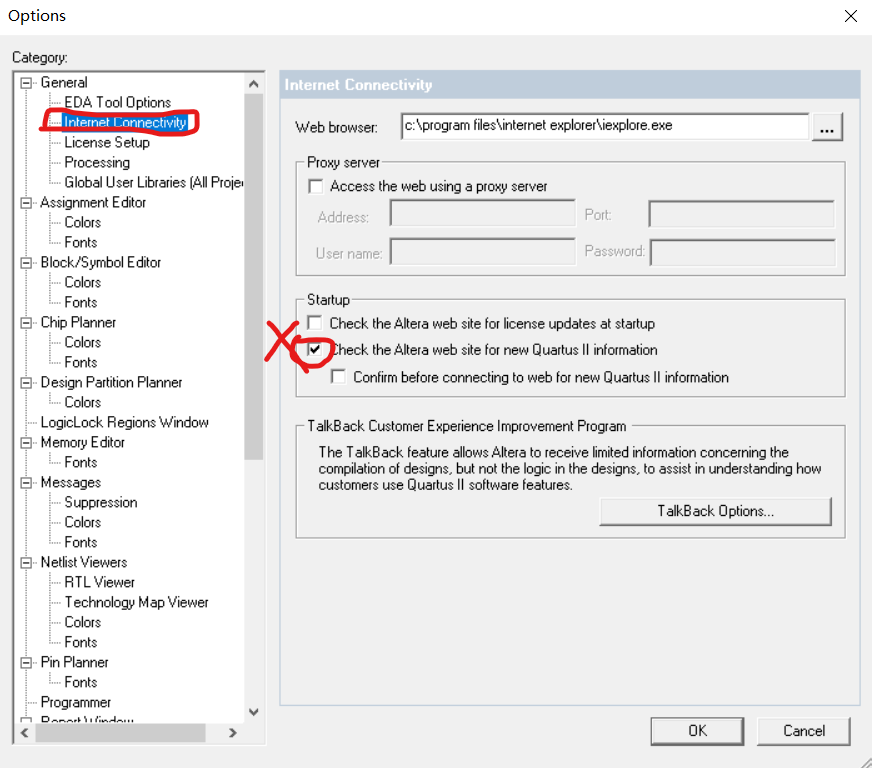 Options
Category:
General
EDA Tool Options
Internet Connectivity
License Setup
Processing
Global User Libraries (All Proje
Assignment Editor
Colors
Fonts
Block/Symbol Editor
Colors
Fonts
Chip Planner
Colors
Fonts
Design Partition Planner
Colors
LogicLock Regions Window
Memory Editor
Fonts
Messages
Suppression
Colors
Fonts
Netlist Viewers
RTL Viewer
Technology Map Viewer
Colors
Fonts
Pin Planner
Fonts
Programmer
Report Window
Internet Connectivity
Web browser: c:\program files\internet explorer\iexplore.exe ...
Proxy server
Access the web using a proxy server
Address: Port:
User name: Password:
Startup
Check the Altera web site for license updates at startup
Check the Altera web site for new Quartus II information
Confirm before connecting to web for new Quartus II information
TalkBack Customer Experience Improvement Program
The TalkBack feature allows Altera to receive limited information concerning the
compilation of designs, but not the logic in the designs, to assist in understanding how
customers use Quartus II software features.
TalkBack Options...
OK Cancel